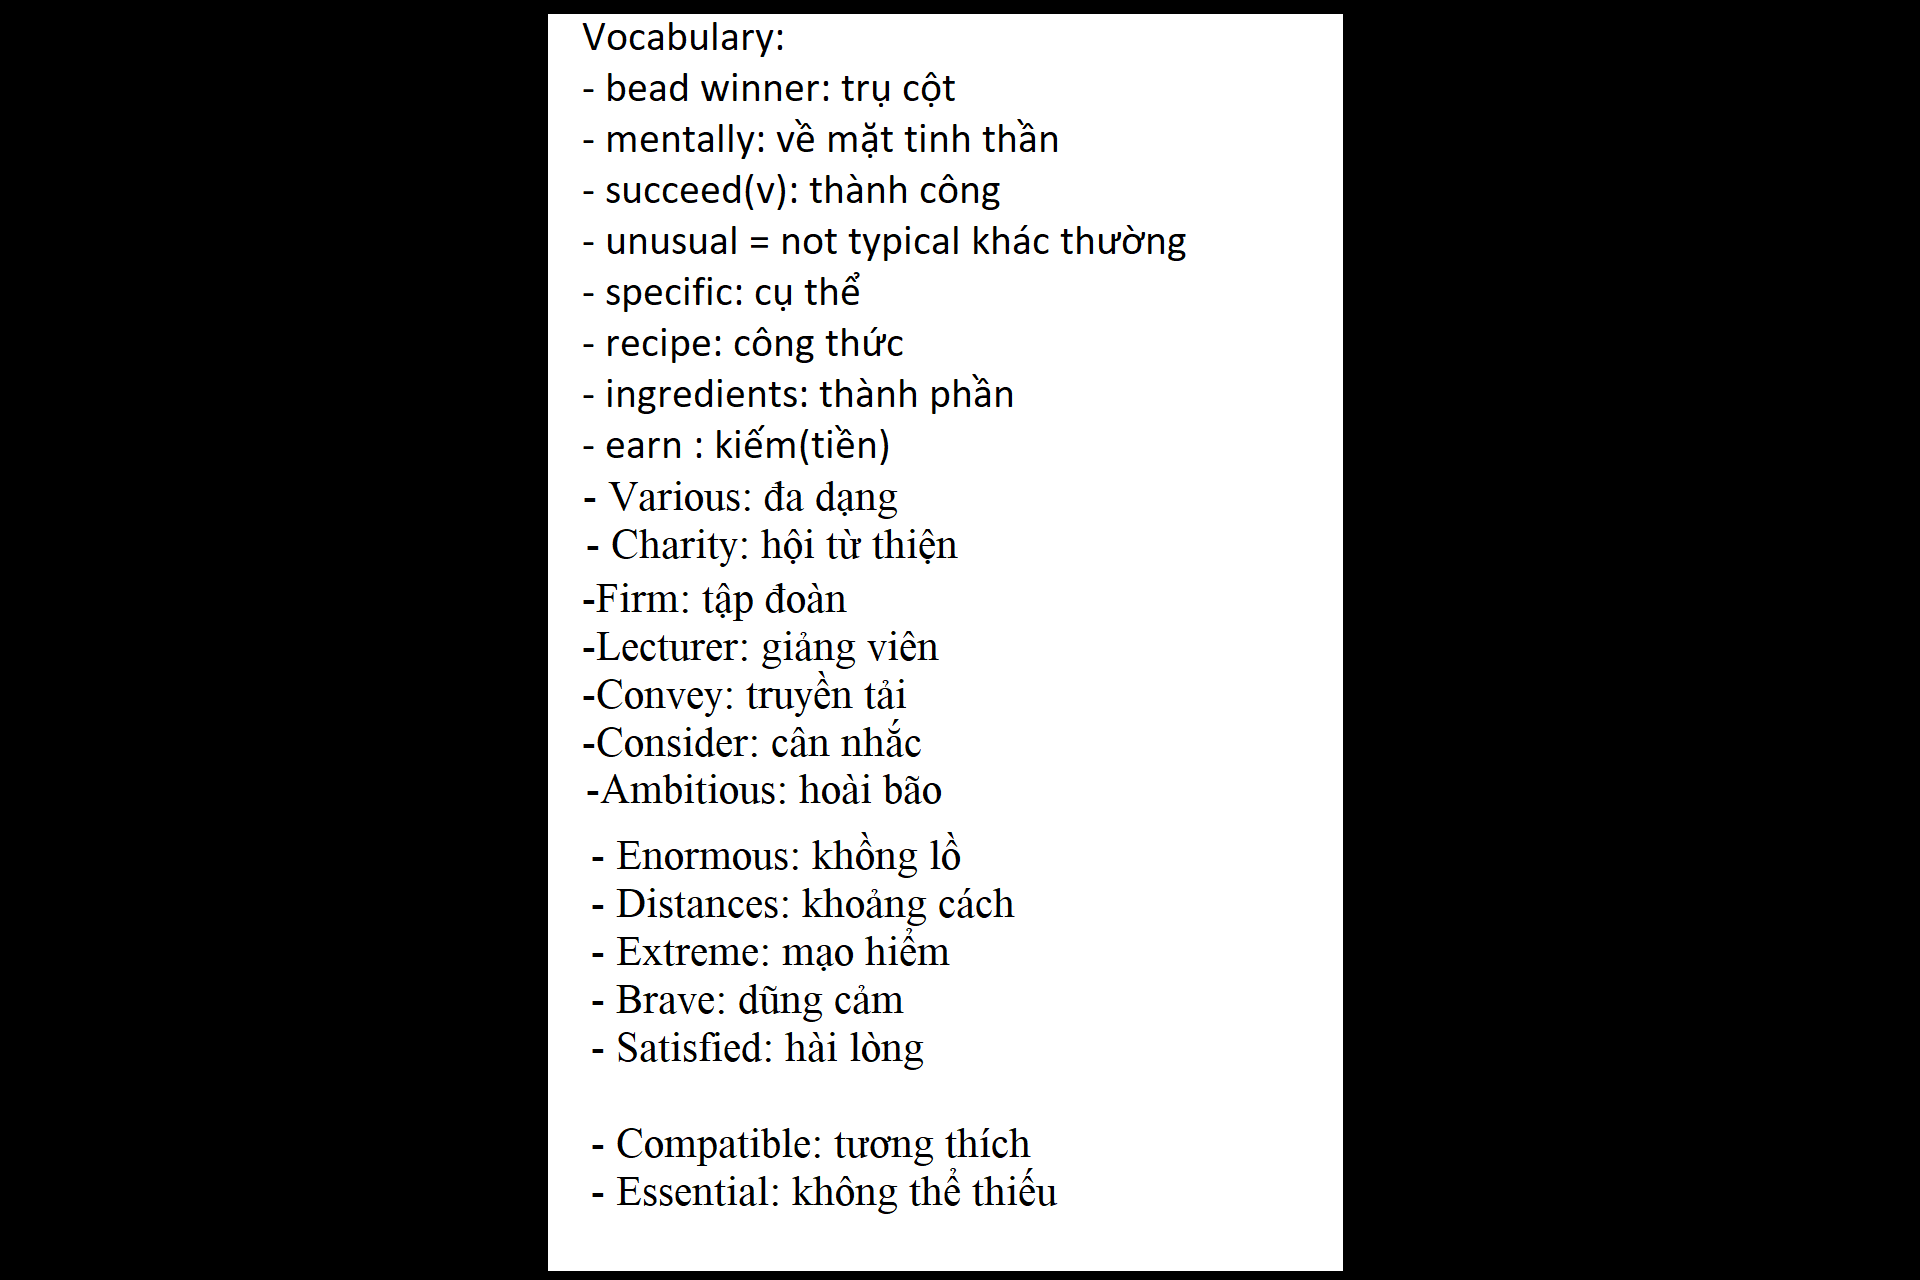 Vocabulary:
- bead winner: trụ cột
- mentally: về mặt tinh thần
- succeed(v): thành công
- unusual = not typical khác thường
- specific: cụ thể
- recipe: công thức
- ingredients: thành phần
- earn : kiếm(tiền)
- Various: đa dạng
- Charity: hội từ thiện
-Firm: tập đoàn
-Lecturer: giảng viên
-Convey: truyền tải
-Consider: cân nhắc
-Ambitious: hoài bão
- Enormous: khồng lồ
- Distances: khoảng cách
- Extreme: mạo hiểm
- Brave: dũng cảm
- Satisfied: hài lòng
- Compatible: tương thích
- Essential: không thể thiếu